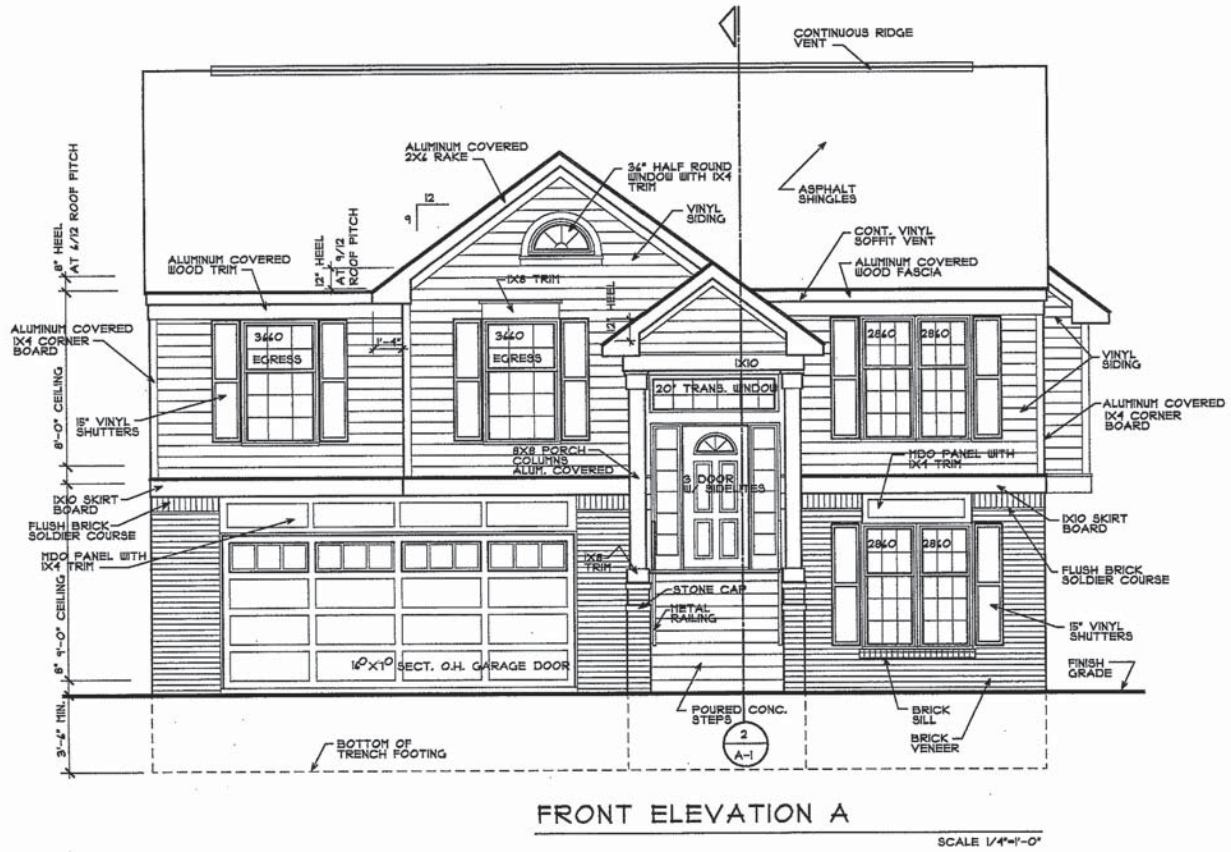 CONTINUOUS RIDGE
VENT
ALUMINUM COVERED
2X6 RAKE
36" HALF ROUND
WINDOW WITH 1X4
TRIM
ASPHALT
SHINGLES
8" HEEL
AT 6/12 ROOF PITCH
12
9
VINYL
SIDING
CONT. VINYL
SOFFIT VENT
12" HEEL
AT 9/12
ROOF PITCH
ALUMINUM COVERED
WOOD TRIM
ALUMINUM COVERED
WOOD FASCIA
1X8 TRIM
12" HEEL
ALUMINUM COVERED
1X4 CORNER
BOARD
3660
EGRESS
1'-4"
3660
EGRESS
2860
2860
1X10
VINYL
SIDING
20" TRANS. WINDOW
8'-0" CEILING
15" VINYL
SHUTTERS
ALUMINUM COVERED
1X4 CORNER
BOARD
8X8 PORCH
COLUMNS
ALUM. COVERED
MDO PANEL WITH
1X4 TRIM
3 DOOR
W/ SIDELITES
1X10 SKIRT
BOARD
FLUSH BRICK
SOLDIER COURSE
1X10 SKIRT
BOARD
MDO PANEL WITH
1X4 TRIM
2860
2860
1X8
TRIM
FLUSH BRICK
SOLDIER COURSE
STONE CAP
METAL
RAILING
8" 9'-0" CEILING
15" VINYL
SHUTTERS
16⁰X7⁰ SECT. O.H. GARAGE DOOR
FINISH
GRADE
3'-6" MIN.
POURED CONC.
STEPS
BRICK
SILL
BRICK
VENEER
2
A-1
BOTTOM OF
TRENCH FOOTING
FRONT ELEVATION A
SCALE 1/4"=1'-0"